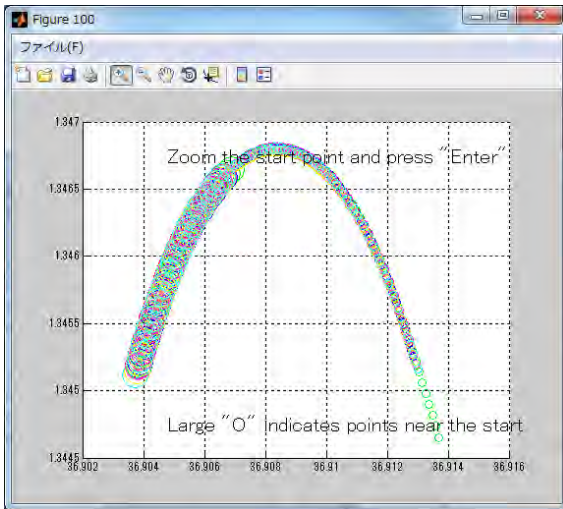 Figure 100
ファイル(F)
1.347
Zoom the start point and press "Enter"
1.3465
1.346
1.3455
1.345
Large "O" Indicates points near the start
1.3445
36.902 36.904 36.906 36.908 36.91 36.912 36.914 36.916